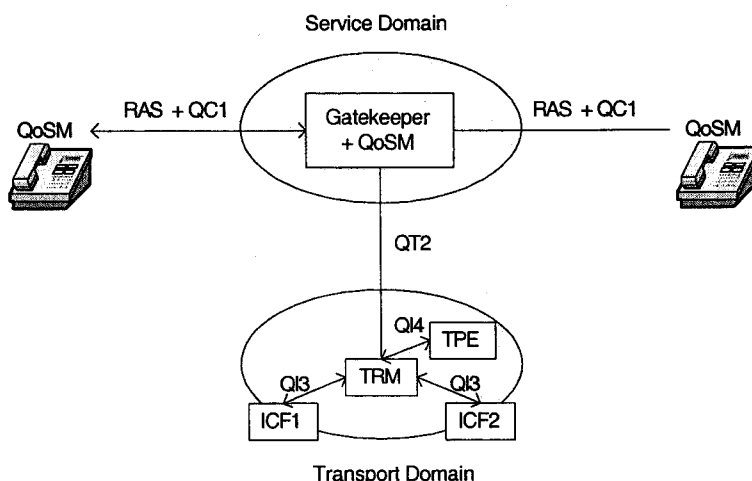 Service Domain
RAS + QC1
RAS + QC1
QoSM
Gatekeeper
+ QoSM
QoSM
QT2
QI4
TPE
QI3
TRM
QI3
ICF1
ICF2
Transport Domain